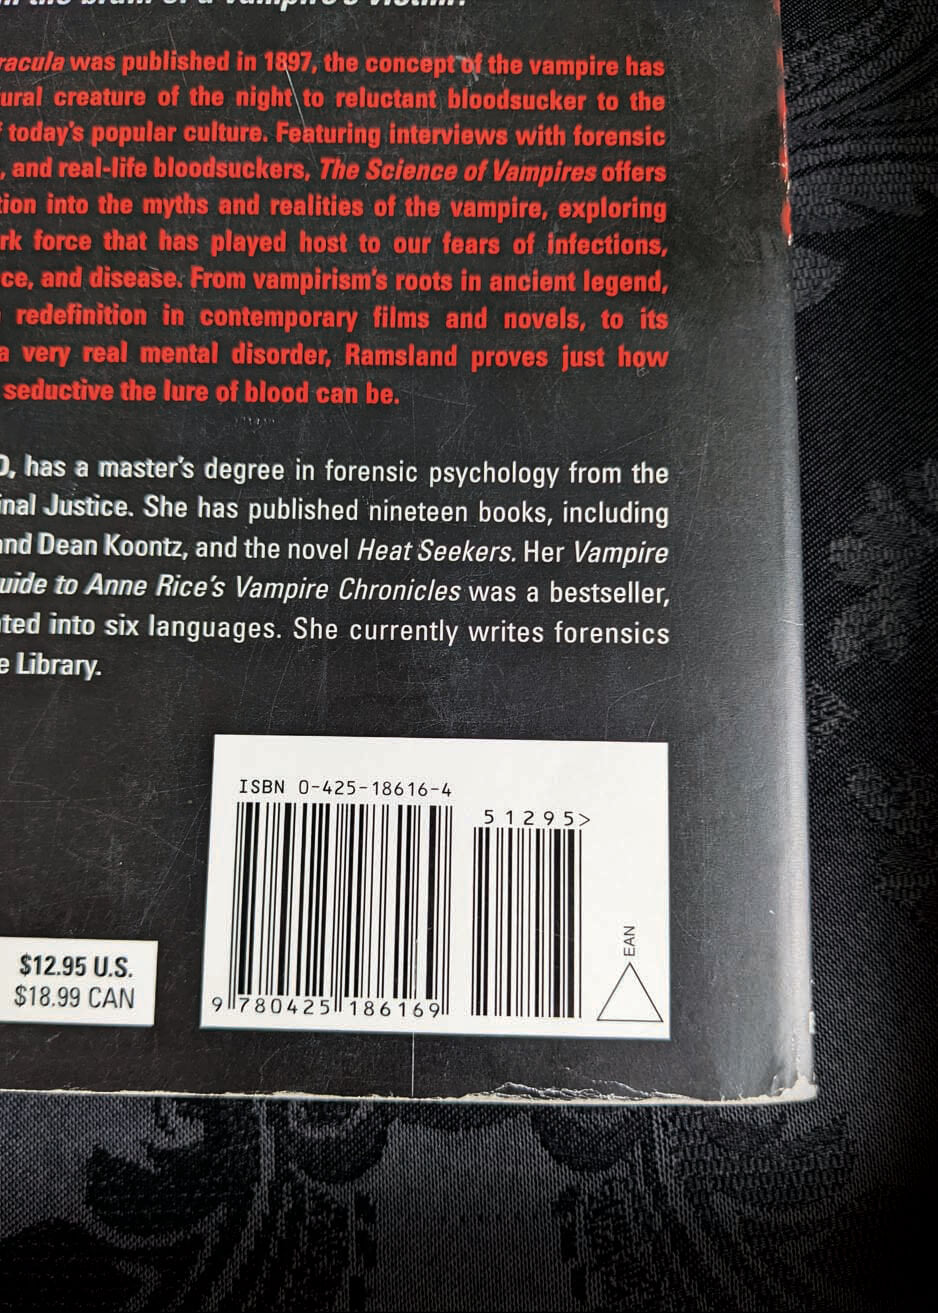 the brain of a vampire's victim?
racula was published in 1897, the concept of the vampire has
ural creature of the night to reluctant bloodsucker to the
f today's popular culture. Featuring interviews with forensic
, and real-life bloodsuckers, The Science of Vampires offers
tion into the myths and realities of the vampire, exploring
rk force that has played host to our fears of infections,
ce, and disease. From vampirism's roots in ancient legend,
redefinition in contemporary films and novels, to its
a very real mental disorder, Ramsland proves just how
seductive the lure of blood can be.
D, has a master's degree in forensic psychology from the
inal Justice. She has published nineteen books, including
and Dean Koontz, and the novel Heat Seekers. Her Vampire
uide to Anne Rice's Vampire Chronicles was a bestseller,
ated into six languages. She currently writes forensics
e Library.
ISBN 0-425-18616-4
51295>
EAN
9 780425 186169
$12.95 U.S.
$18.99 CAN